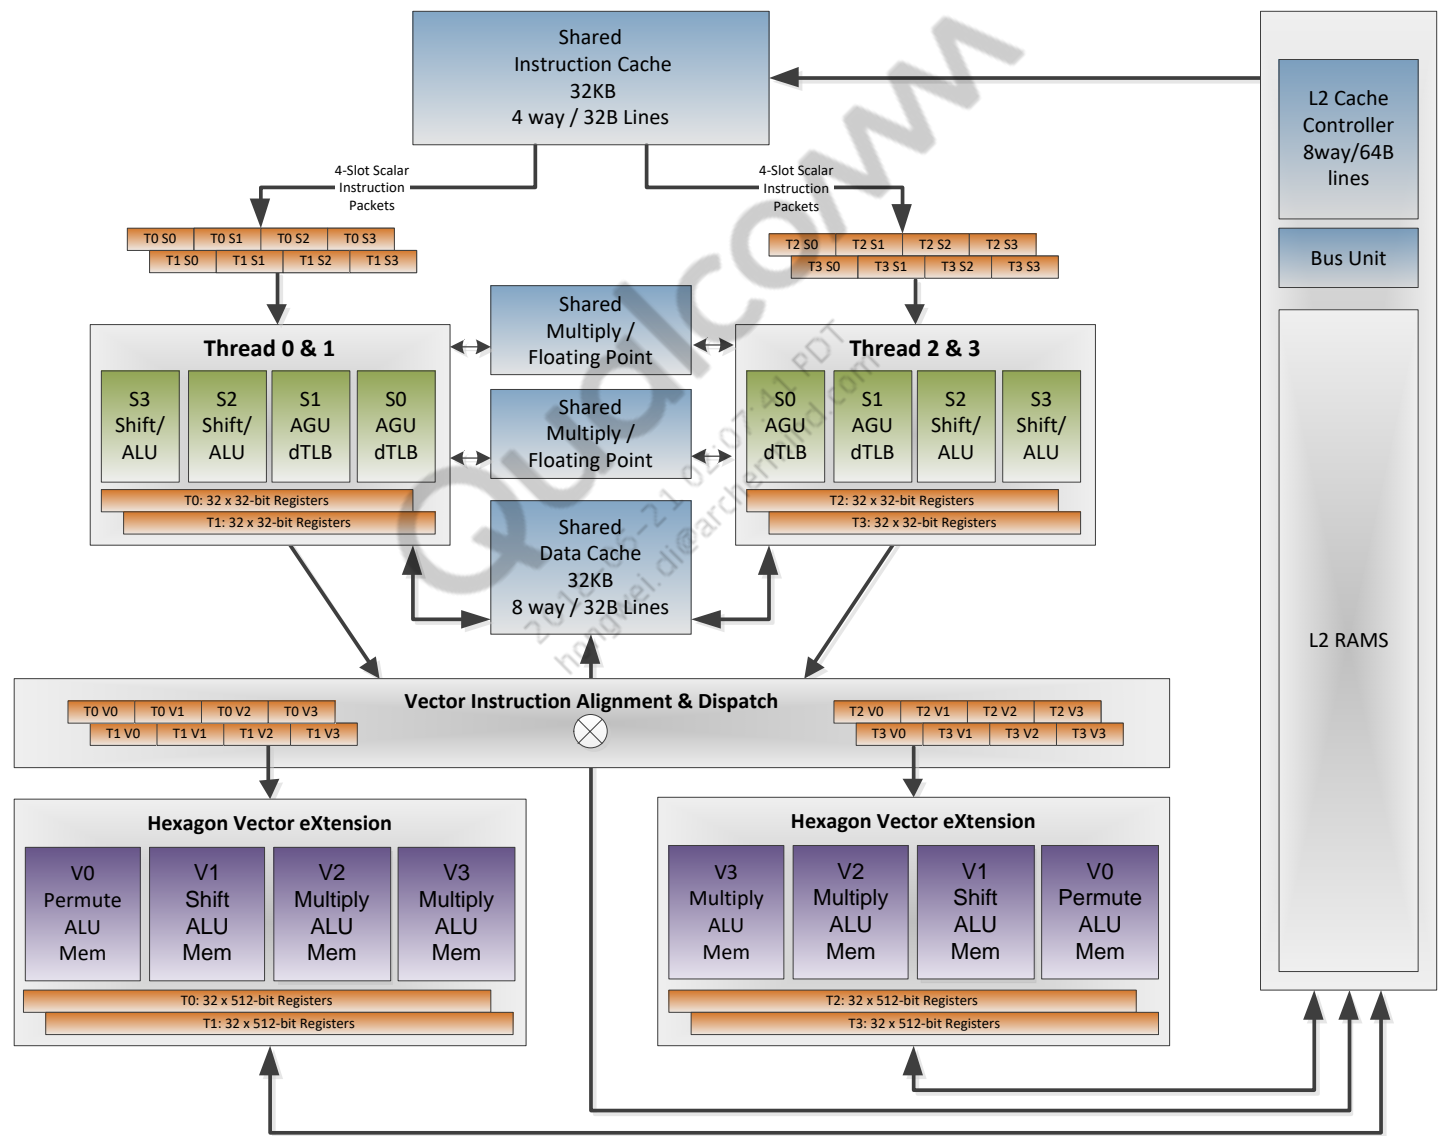 Shared
Instruction Cache
32KB
4 way / 32B Lines
L2 Cache
Controller
8way/64B
lines
Bus Unit
L2 RAMS
4-Slot Scalar
Instruction
Packets
4-Slot Scalar
Instruction
Packets
T0 S0 T0 S1 T0 S2 T0 S3
T1 S0 T1 S1 T1 S2 T1 S3
T2 S0 T2 S1 T2 S2 T2 S3
T3 S0 T3 S1 T3 S2 T3 S3
Thread 0 & 1
S3
Shift/
ALU
S2
Shift/
ALU
S1
AGU
dTLB
S0
AGU
dTLB
T0: 32 x 32-bit Registers
T1: 32 x 32-bit Registers
Shared
Multiply /
Floating Point
Shared
Multiply /
Floating Point
Shared
Data Cache
32KB
8 way / 32B Lines
Thread 2 & 3
S0
AGU
dTLB
S1
AGU
dTLB
S2
Shift/
ALU
S3
Shift/
ALU
T2: 32 x 32-bit Registers
T3: 32 x 32-bit Registers
Qualcomm
2018-06-21 02:07:41 PDT
hongwei.di@archermind.com
Vector Instruction Alignment & Dispatch
T0 V0 T0 V1 T0 V2 T0 V3
T1 V0 T1 V1 T1 V2 T1 V3
T2 V0 T2 V1 T2 V2 T2 V3
T3 V0 T3 V1 T3 V2 T3 V3
Hexagon Vector eXtension
V0
Permute
ALU
Mem
V1
Shift
ALU
Mem
V2
Multiply
ALU
Mem
V3
Multiply
ALU
Mem
T0: 32 x 512-bit Registers
T1: 32 x 512-bit Registers
Hexagon Vector eXtension
V3
Multiply
ALU
Mem
V2
Multiply
ALU
Mem
V1
Shift
ALU
Mem
V0
Permute
ALU
Mem
T2: 32 x 512-bit Registers
T3: 32 x 512-bit Registers